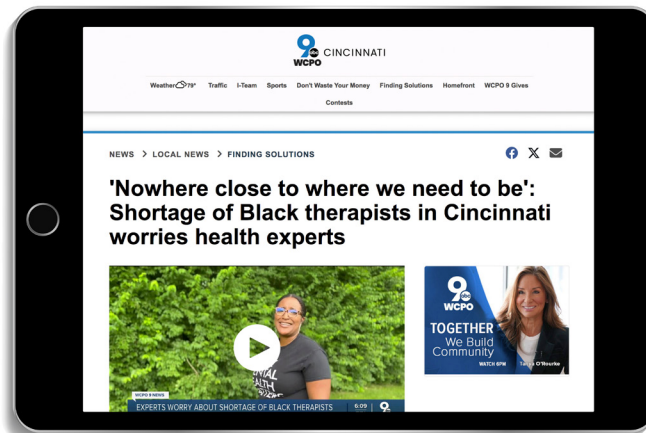 9 abc CINCINNATI
WCPO
Weather 79° Traffic I-Team Sports Don't Waste Your Money Finding Solutions Homefront WCPO 9 Gives
Contests
NEWS > LOCAL NEWS > FINDING SOLUTIONS
'Nowhere close to where we need to be':
Shortage of Black therapists in Cincinnati
worries health experts
WCPO 9 NEWS
EXPERTS WORRY ABOUT SHORTAGE OF BLACK THERAPISTS 6:09 9
9 abc
WCPO
TOGETHER
We Build
Community
WATCH 6PM O'Rourke